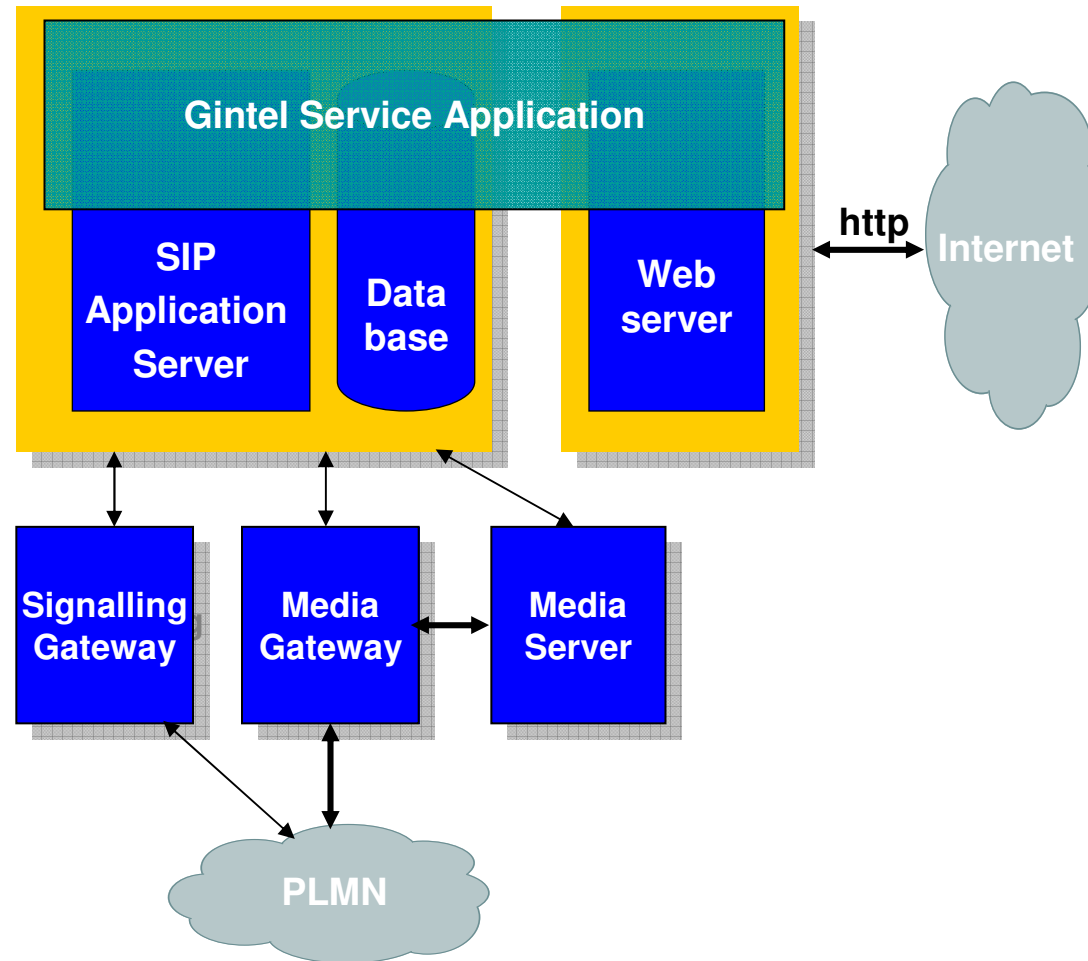 Gintel Service Application
SIP
Application
Server
Data
base
Web
server
http
Internet
Signalling
Gateway
Media
Gateway
Media
Server
PLMN